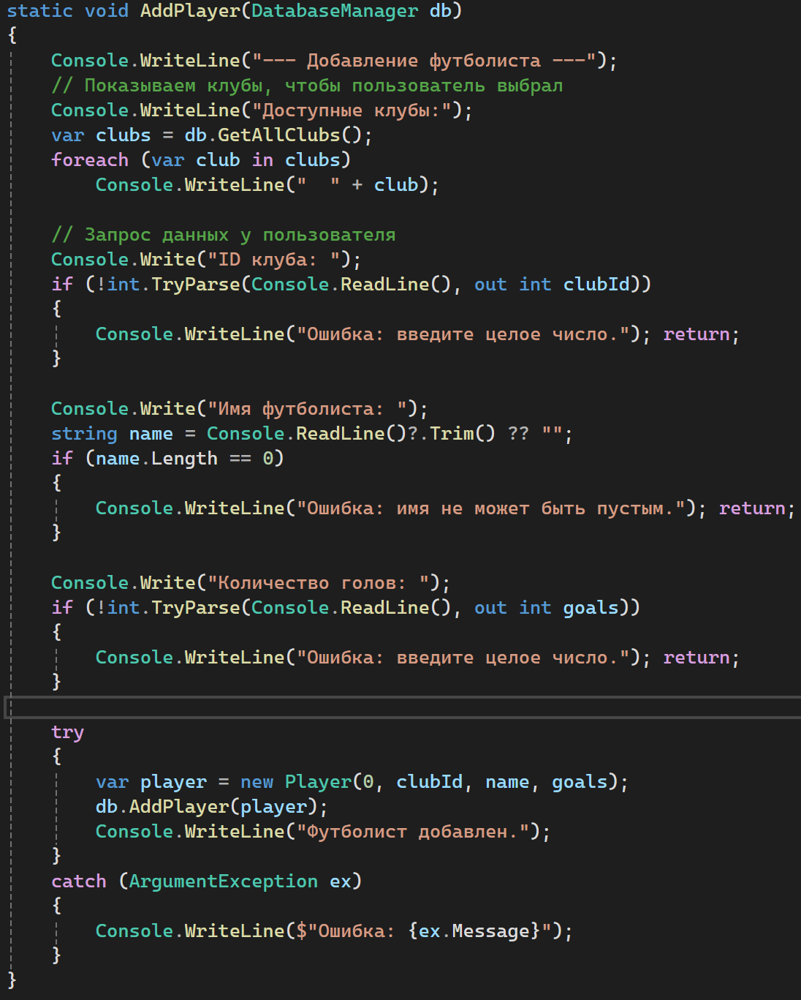 static void AddPlayer(DatabaseManager db)
{
    Console.WriteLine("--- Добавление футболиста ---");
    // Показываем клубы, чтобы пользователь выбрал
    Console.WriteLine("Доступные клубы:");
    var clubs = db.GetAllClubs();
    foreach (var club in clubs)
        Console.WriteLine("  " + club);

    // Запрос данных у пользователя
    Console.Write("ID клуба: ");
    if (!int.TryParse(Console.ReadLine(), out int clubId))
    {
        Console.WriteLine("Ошибка: введите целое число."); return;
    }

    Console.Write("Имя футболиста: ");
    string name = Console.ReadLine()?.Trim() ?? "";
    if (name.Length == 0)
    {
        Console.WriteLine("Ошибка: имя не может быть пустым."); return;
    }

    Console.Write("Количество голов: ");
    if (!int.TryParse(Console.ReadLine(), out int goals))
    {
        Console.WriteLine("Ошибка: введите целое число."); return;
    }

    try
    {
        var player = new Player(0, clubId, name, goals);
        db.AddPlayer(player);
        Console.WriteLine("Футболист добавлен.");
    }
    catch (ArgumentException ex)
    {
        Console.WriteLine($"Ошибка: {ex.Message}");
    }
}